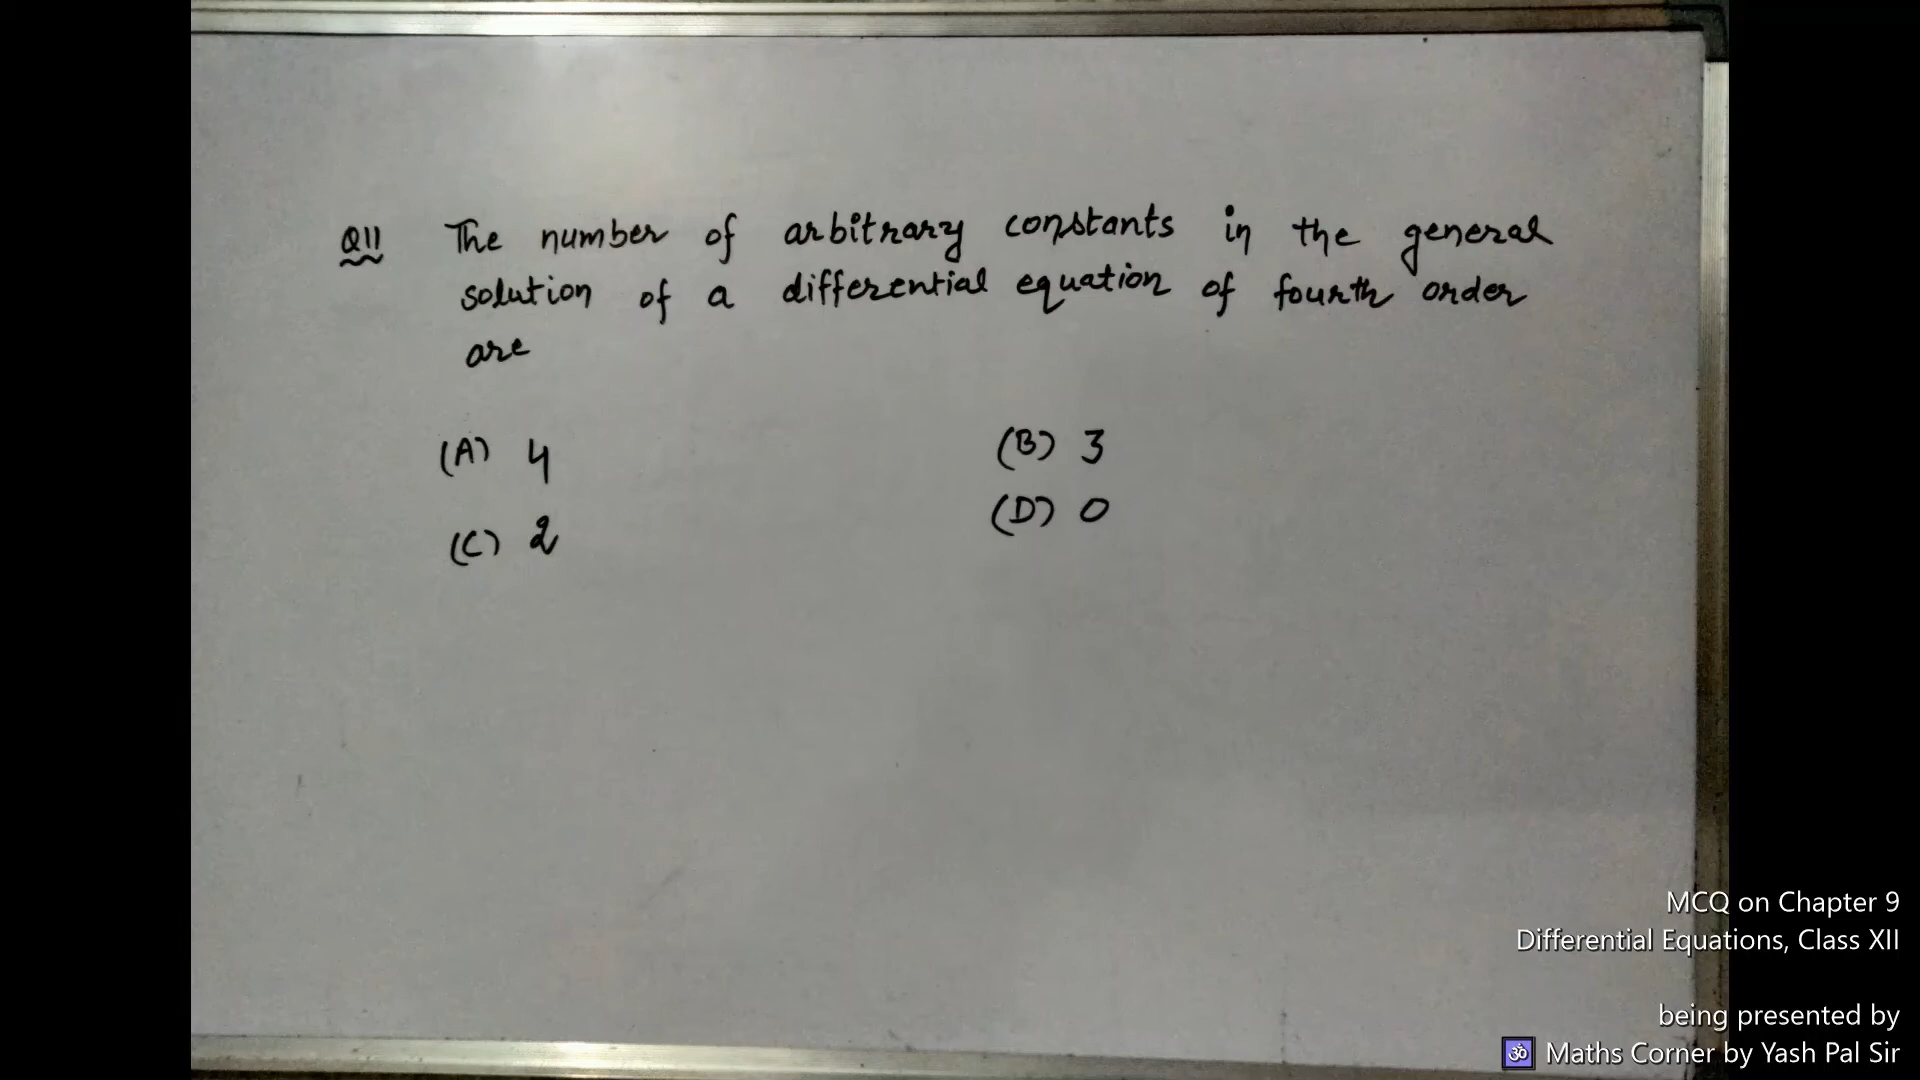 Q11 The number of arbitrary constants in the general
solution of a differential equation of fourth order
are
(A) 4 (B) 3
(C) 2 (D) 0
MCQ on Chapter 9
Differential Equations, Class XII
being presented by
ॐ Maths Corner by Yash Pal Sir